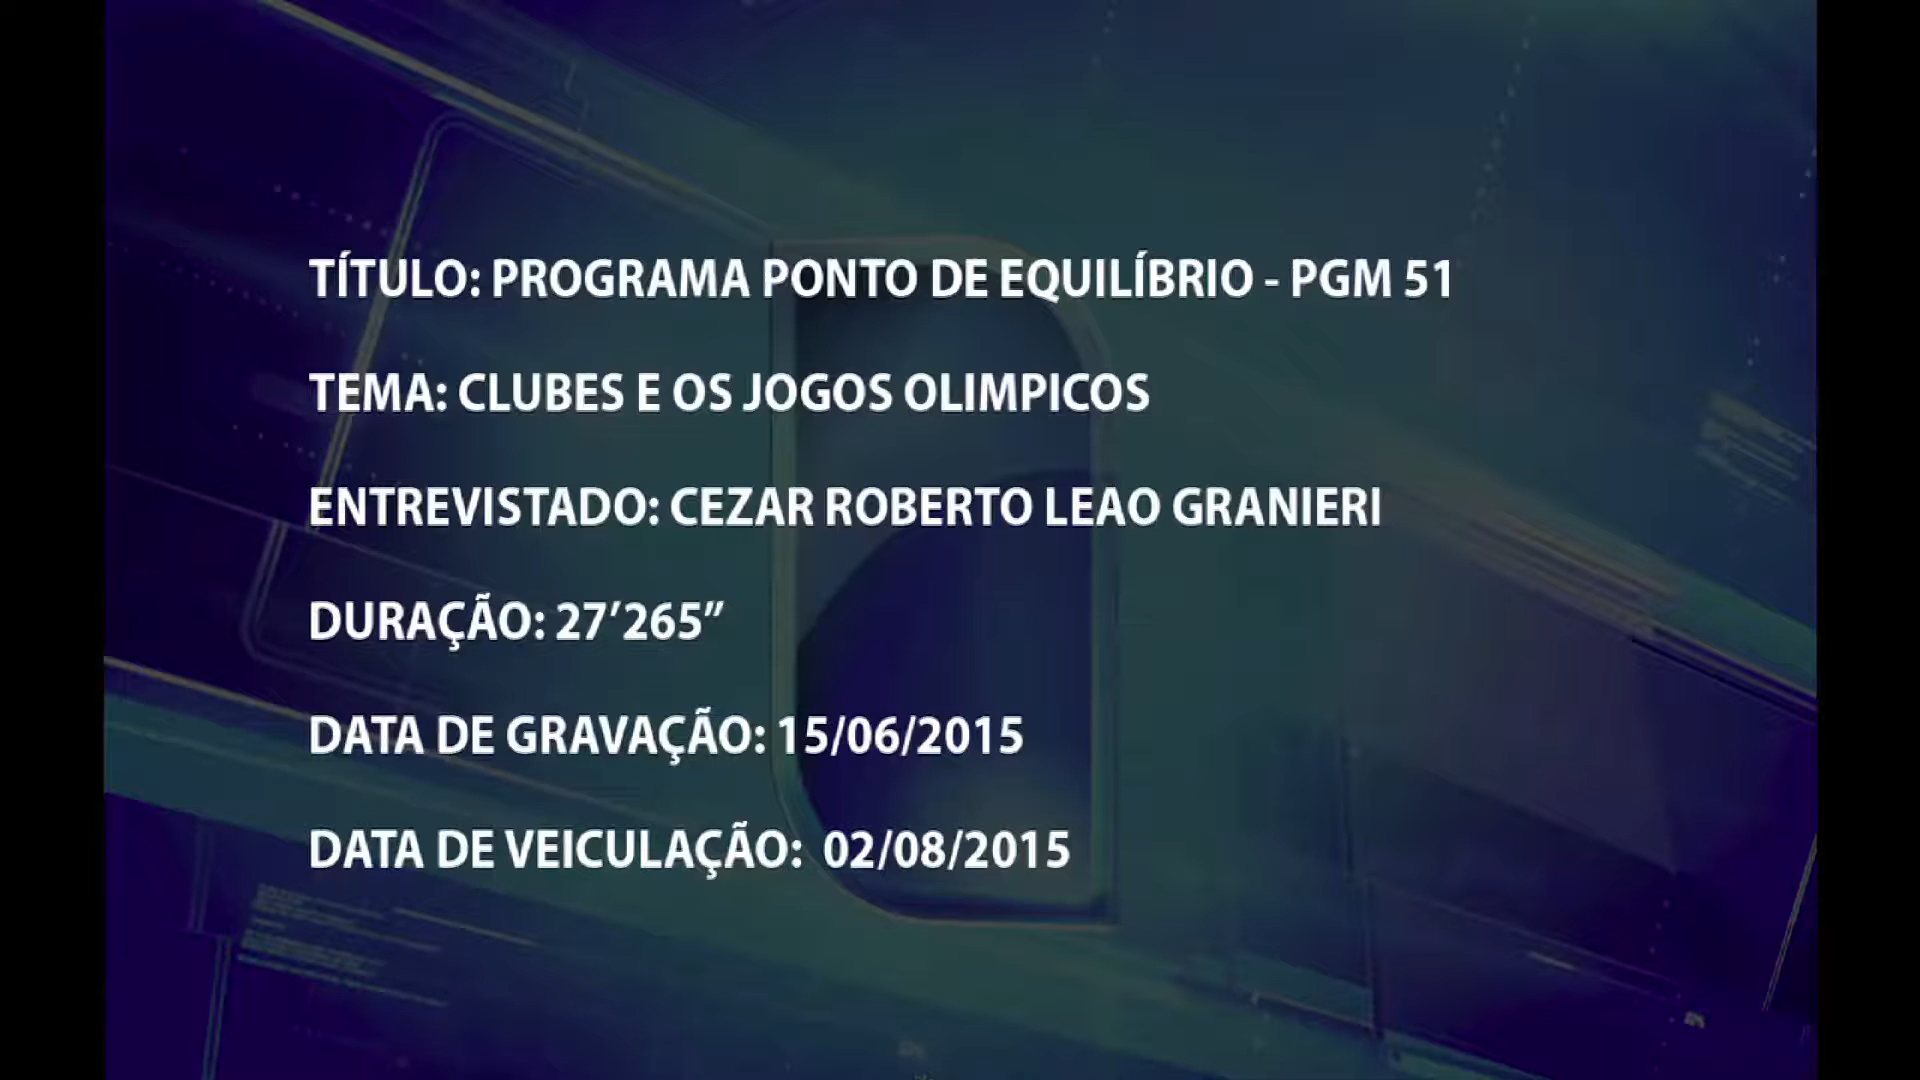 TÍTULO: PROGRAMA PONTO DE EQUILÍBRIO - PGM 51
TEMA: CLUBES E OS JOGOS OLIMPICOS
ENTREVISTADO: CEZAR ROBERTO LEAO GRANIERI
DURAÇÃO: 27’265”
DATA DE GRAVAÇÃO: 15/06/2015
DATA DE VEICULAÇÃO: 02/08/2015